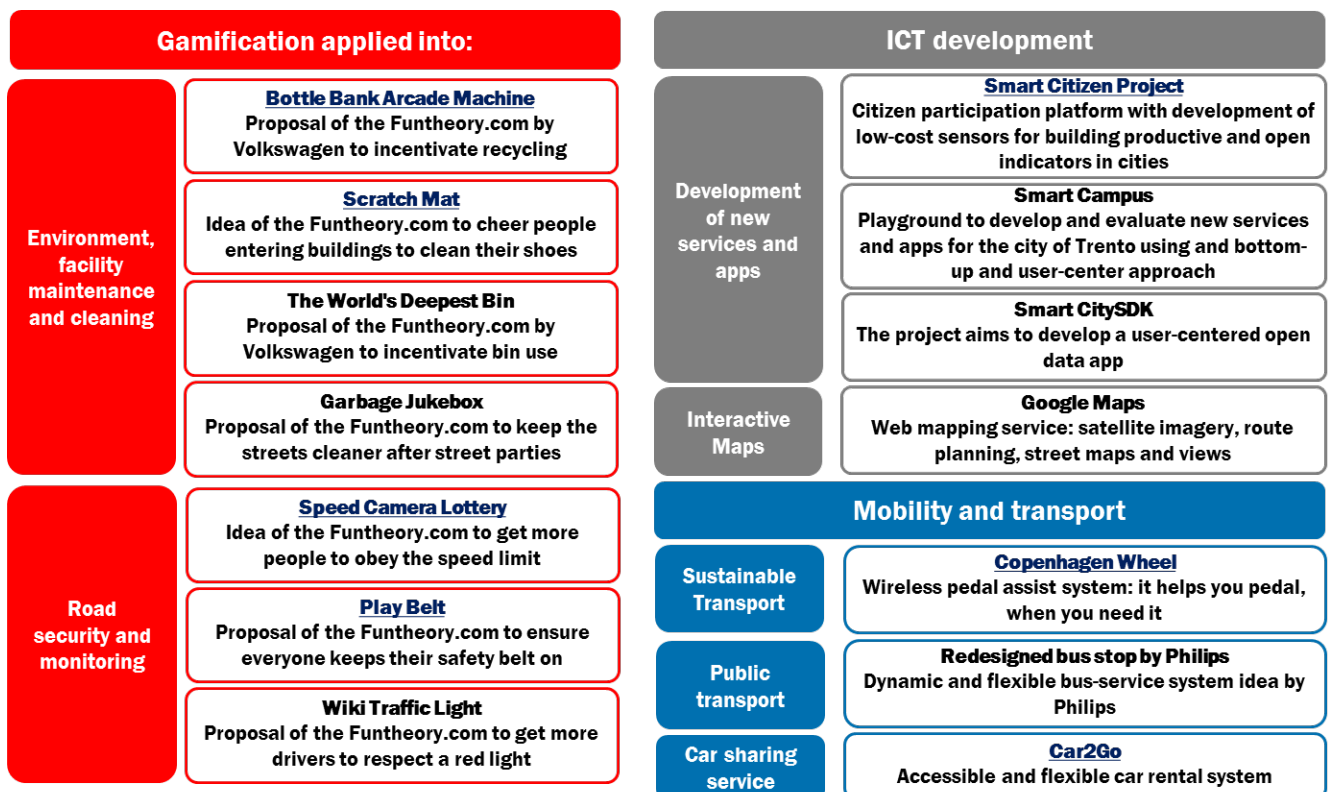 Gamification applied into:
Environment,
facility
maintenance
and cleaning
Bottle Bank Arcade Machine
Proposal of the Funtheory.com by
Volkswagen to incentivate recycling
Scratch Mat
Idea of the Funtheory.com to cheer people
entering buildings to clean their shoes
The World's Deepest Bin
Proposal of the Funtheory.com by
Volkswagen to incentivate bin use
Garbage Jukebox
Proposal of the Funtheory.com to keep the
streets cleaner after street parties
Road
security and
monitoring
Speed Camera Lottery
Idea of the Funtheory.com to get more
people to obey the speed limit
Play Belt
Proposal of the Funtheory.com to ensure
everyone keeps their safety belt on
Wiki Traffic Light
Proposal of the Funtheory.com to get more
drivers to respect a red light
ICT development
Development
of new
services and
apps
Smart Citizen Project
Citizen participation platform with development of
low-cost sensors for building productive and open
indicators in cities
Smart Campus
Playground to develop and evaluate new services
and apps for the city of Trento using and bottom-
up and user-center approach
Smart CitySDK
The project aims to develop a user-centered open
data app
Interactive
Maps
Google Maps
Web mapping service: satellite imagery, route
planning, street maps and views
Mobility and transport
Sustainable
Transport
Copenhagen Wheel
Wireless pedal assist system: it helps you pedal,
when you need it
Public
transport
Redesigned bus stop by Philips
Dynamic and flexible bus-service system idea by
Philips
Car sharing
service
Car2Go
Accessible and flexible car rental system